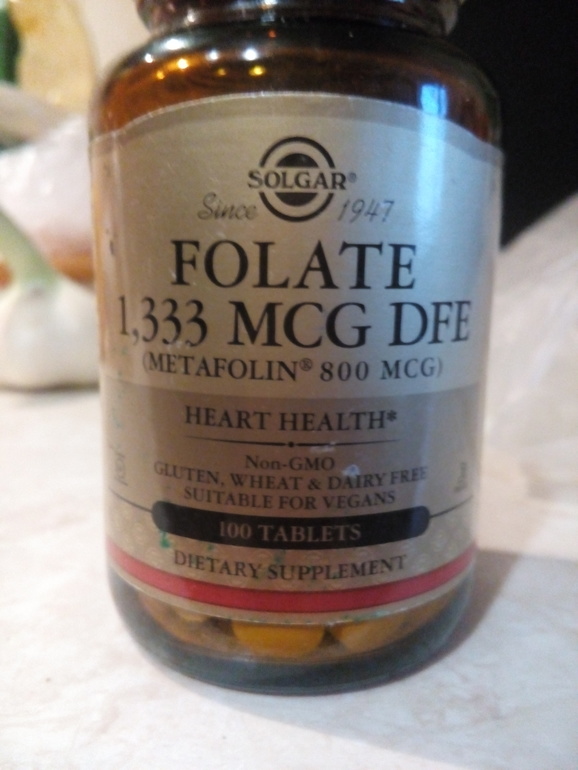 SOLGAR®
Since 1947
FOLATE
1,333 MCG DFE
(METAFOLIN® 800 MCG)
HEART HEALTH*
Non-GMO
GLUTEN, WHEAT & DAIRY FREE
SUITABLE FOR VEGANS
100 TABLETS
DIETARY SUPPLEMENT